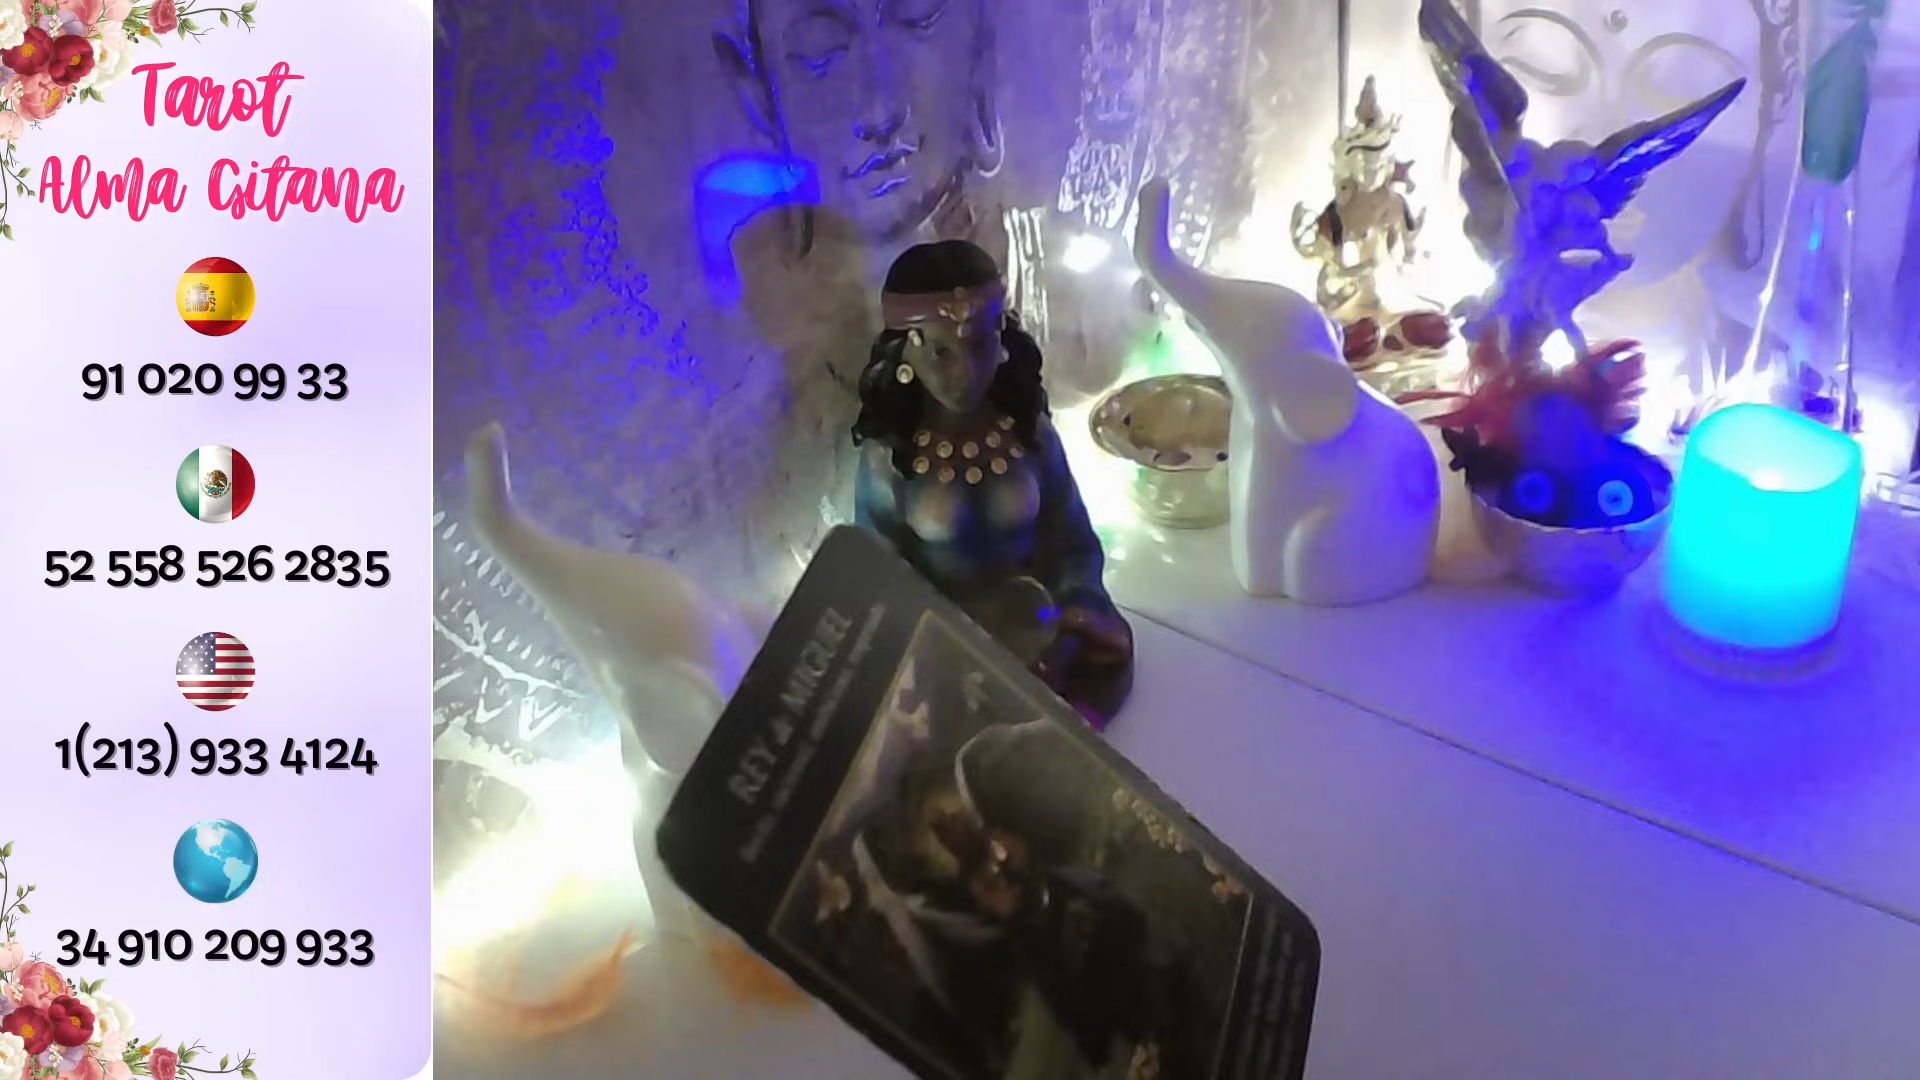 Tarot
Alma Gitana
91 020 99 33
52 558 526 2835
1(213) 933 4124
34 910 209 933
REY de MIGUEL